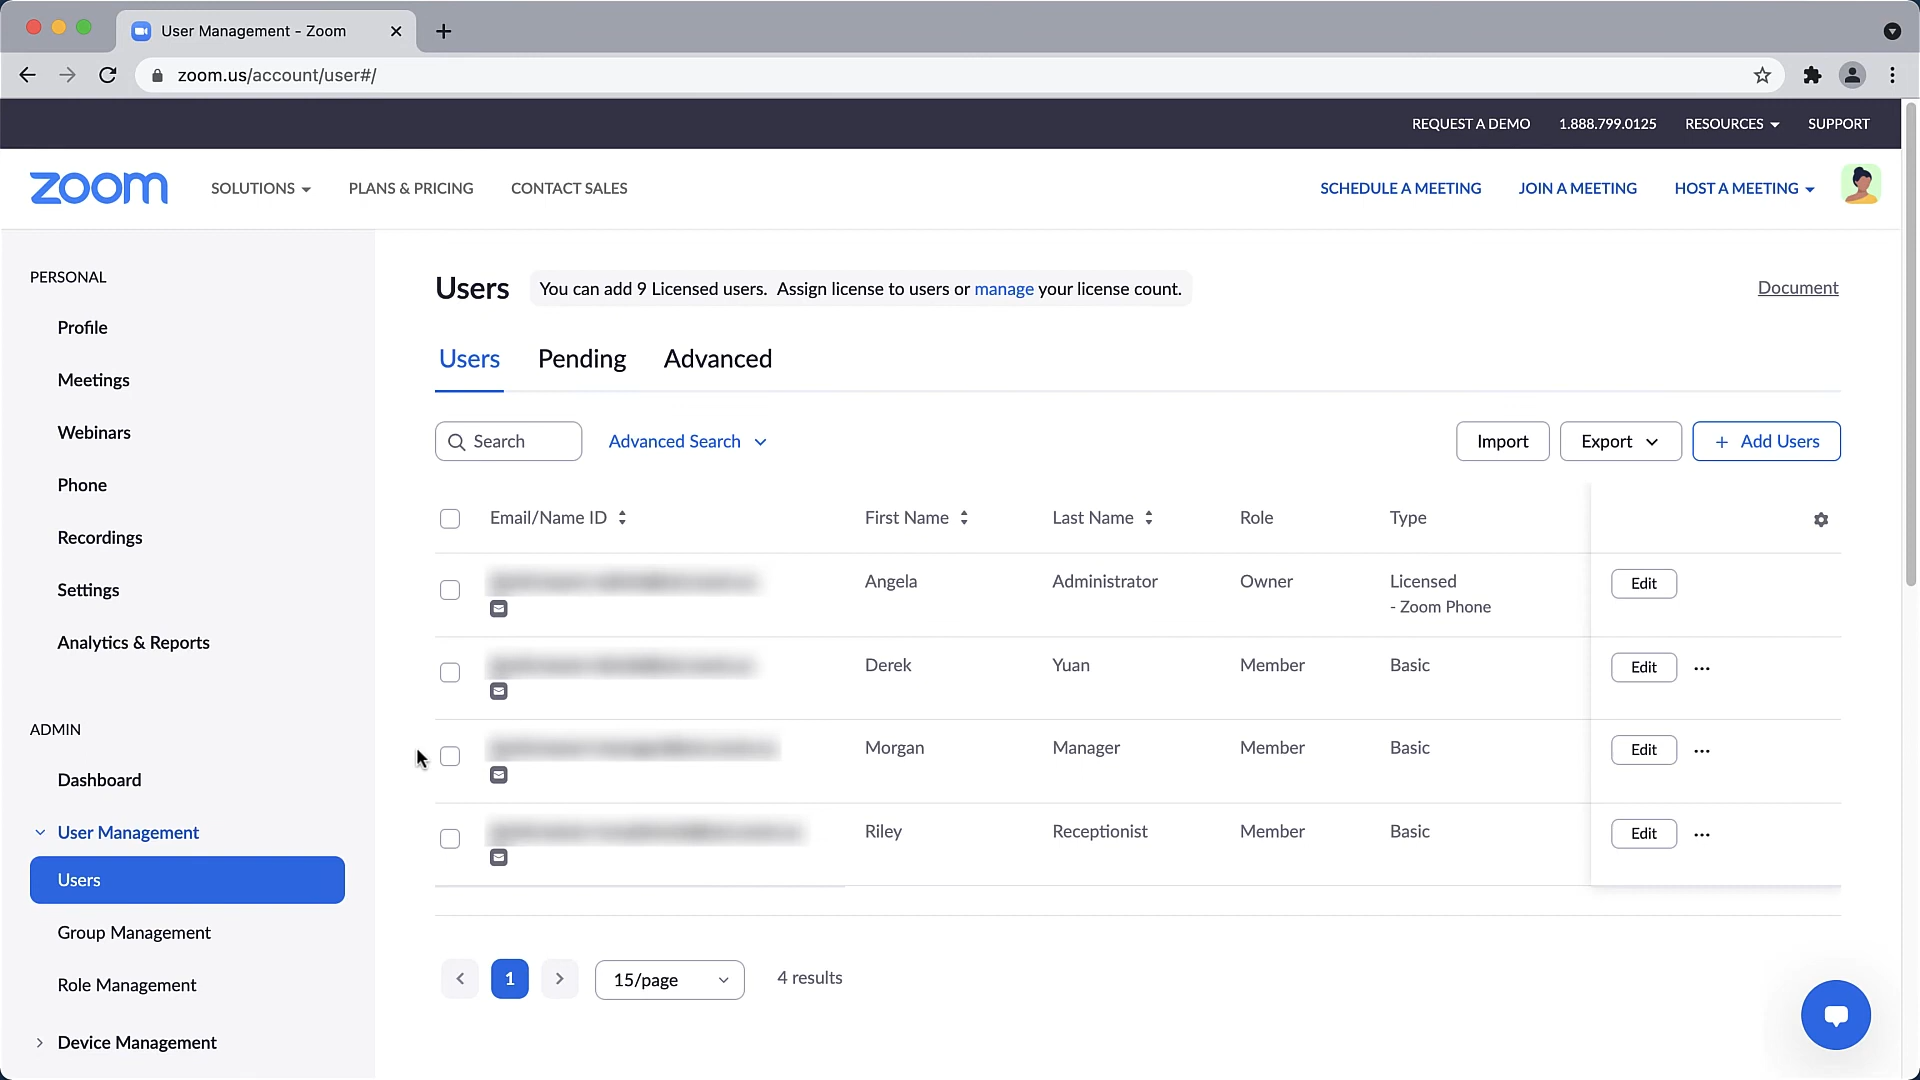 User Management - Zoom
zoom.us/account/user#/
REQUEST A DEMO 1.888.799.0125 RESOURCES SUPPORT
zoom SOLUTIONS PLANS & PRICING CONTACT SALES SCHEDULE A MEETING JOIN A MEETING HOST A MEETING
PERSONAL
Profile
Meetings
Webinars
Phone
Recordings
Settings
Analytics & Reports
ADMIN
Dashboard
User Management
Users
Group Management
Role Management
Device Management
Users You can add 9 Licensed users. Assign license to users or manage your license count. Document
Users Pending Advanced
Search Advanced Search Import Export + Add Users
Email/Name ID First Name Last Name Role Type
Angela Administrator Owner Licensed Edit
- Zoom Phone
Derek Yuan Member Basic Edit ...
Morgan Manager Member Basic Edit ...
Riley Receptionist Member Basic Edit ...
1 15/page 4 results